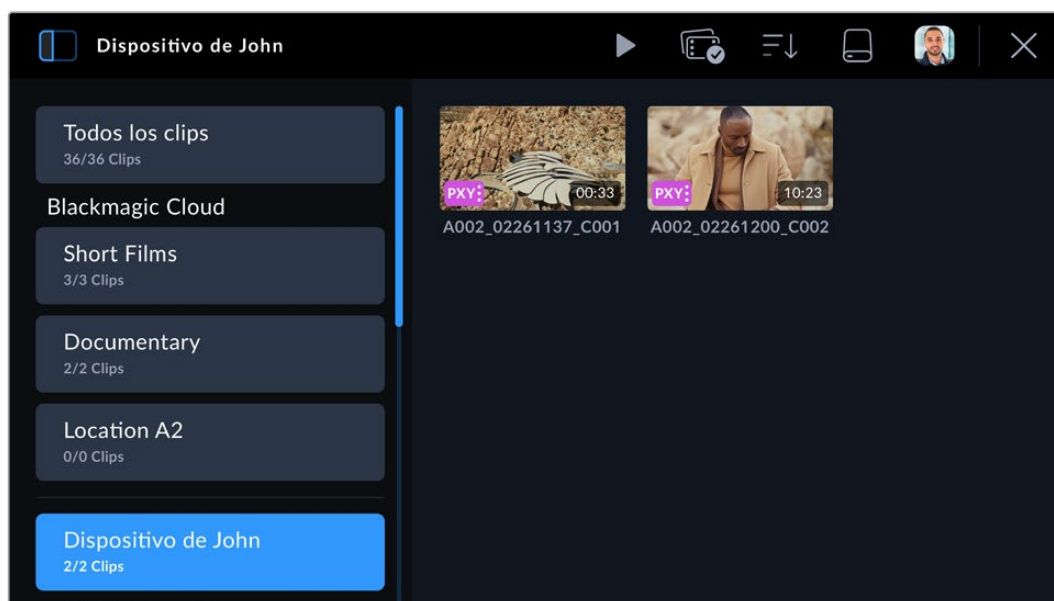 Dispositivo de John
Todos los clips
36/36 Clips
Blackmagic Cloud
Short Films
3/3 Clips
Documentary
2/2 Clips
Location A2
0/0 Clips
Dispositivo de John
2/2 Clips
PXY 00:33
A002_02261137_C001
PXY 10:23
A002_02261200_C002